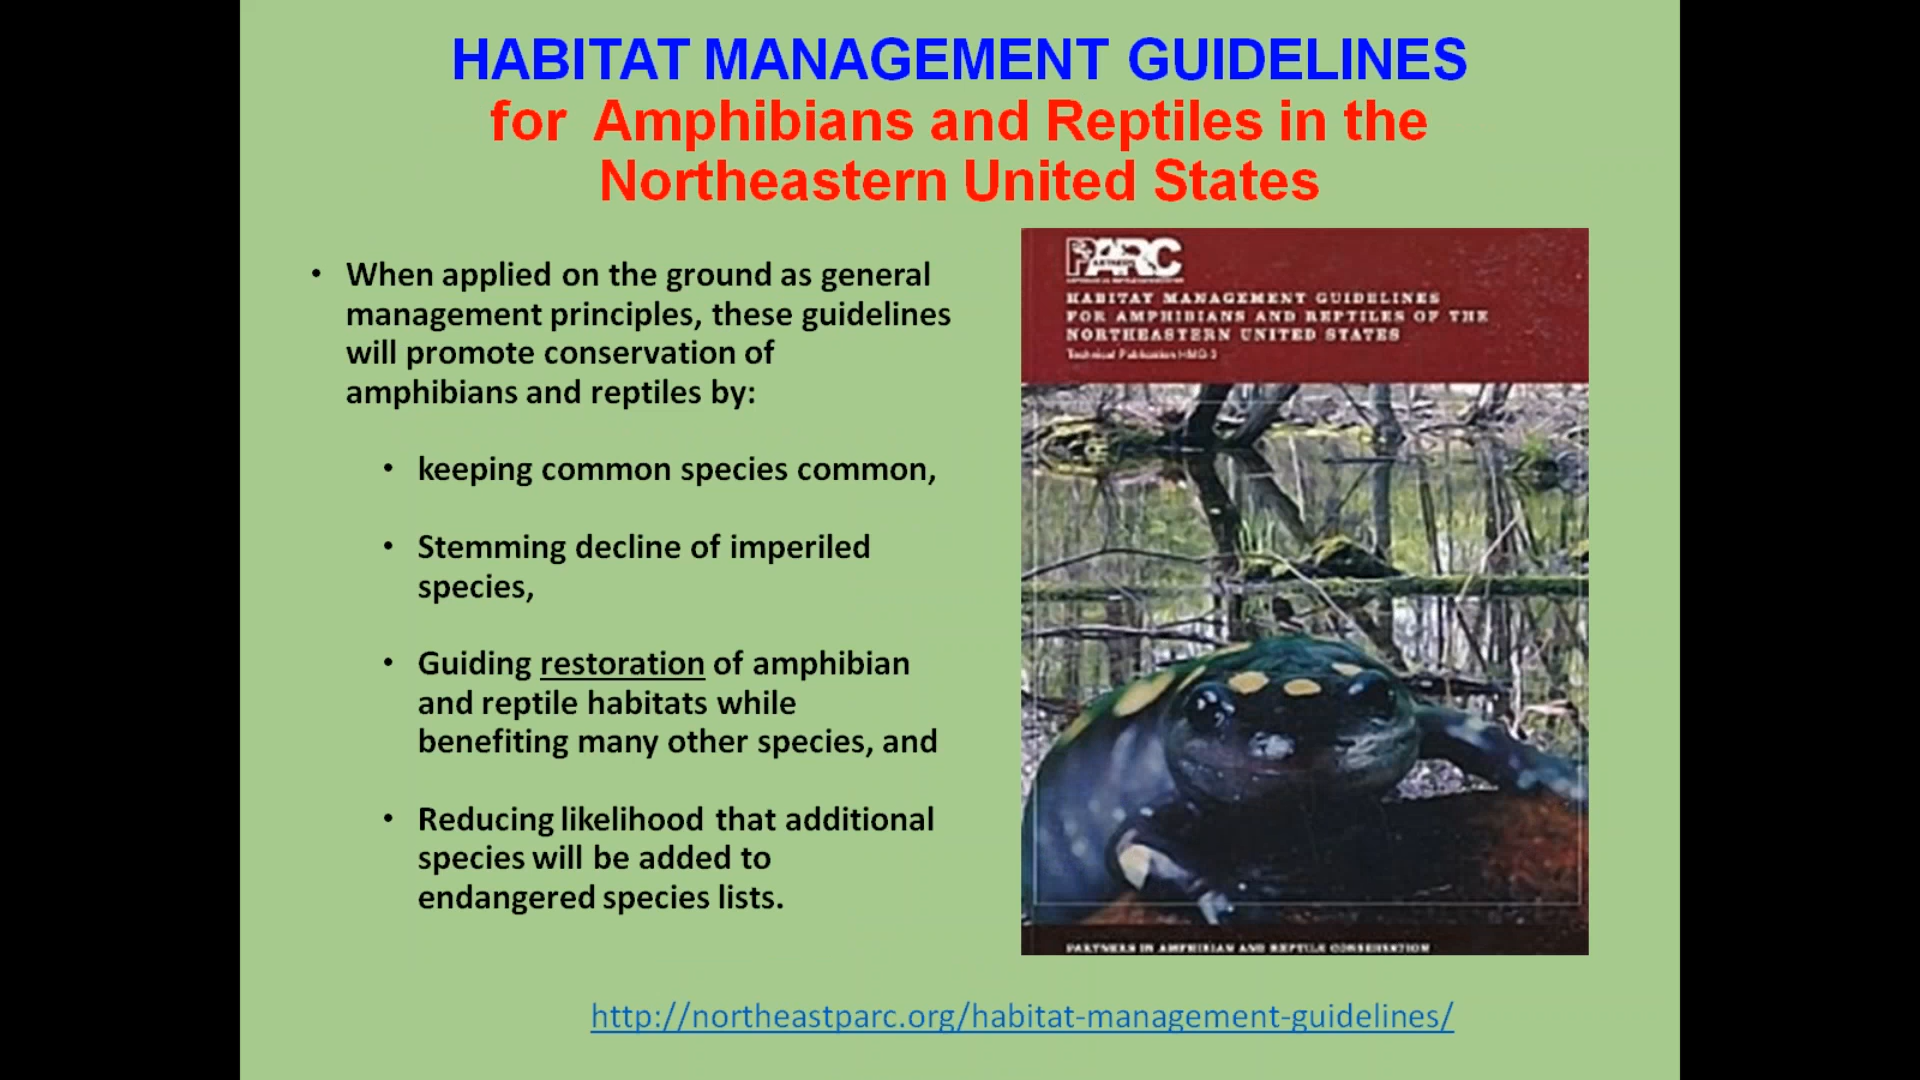 HABITAT MANAGEMENT GUIDELINES
for Amphibians and Reptiles in the
Northeastern United States
• When applied on the ground as general
management principles, these guidelines
will promote conservation of
amphibians and reptiles by:
• keeping common species common,
• Stemming decline of imperiled
species,
• Guiding restoration of amphibian
and reptile habitats while
benefiting many other species, and
• Reducing likelihood that additional
species will be added to
endangered species lists.
PARC
HABITAT MANAGEMENT GUIDELINES
FOR AMPHIBIANS AND REPTILES OF THE
NORTHEASTERN UNITED STATES
Technical Publication HMG-3
PARTNERS IN AMPHIBIAN AND REPTILE CONSERVATION
http://northeastparc.org/habitat-management-guidelines/